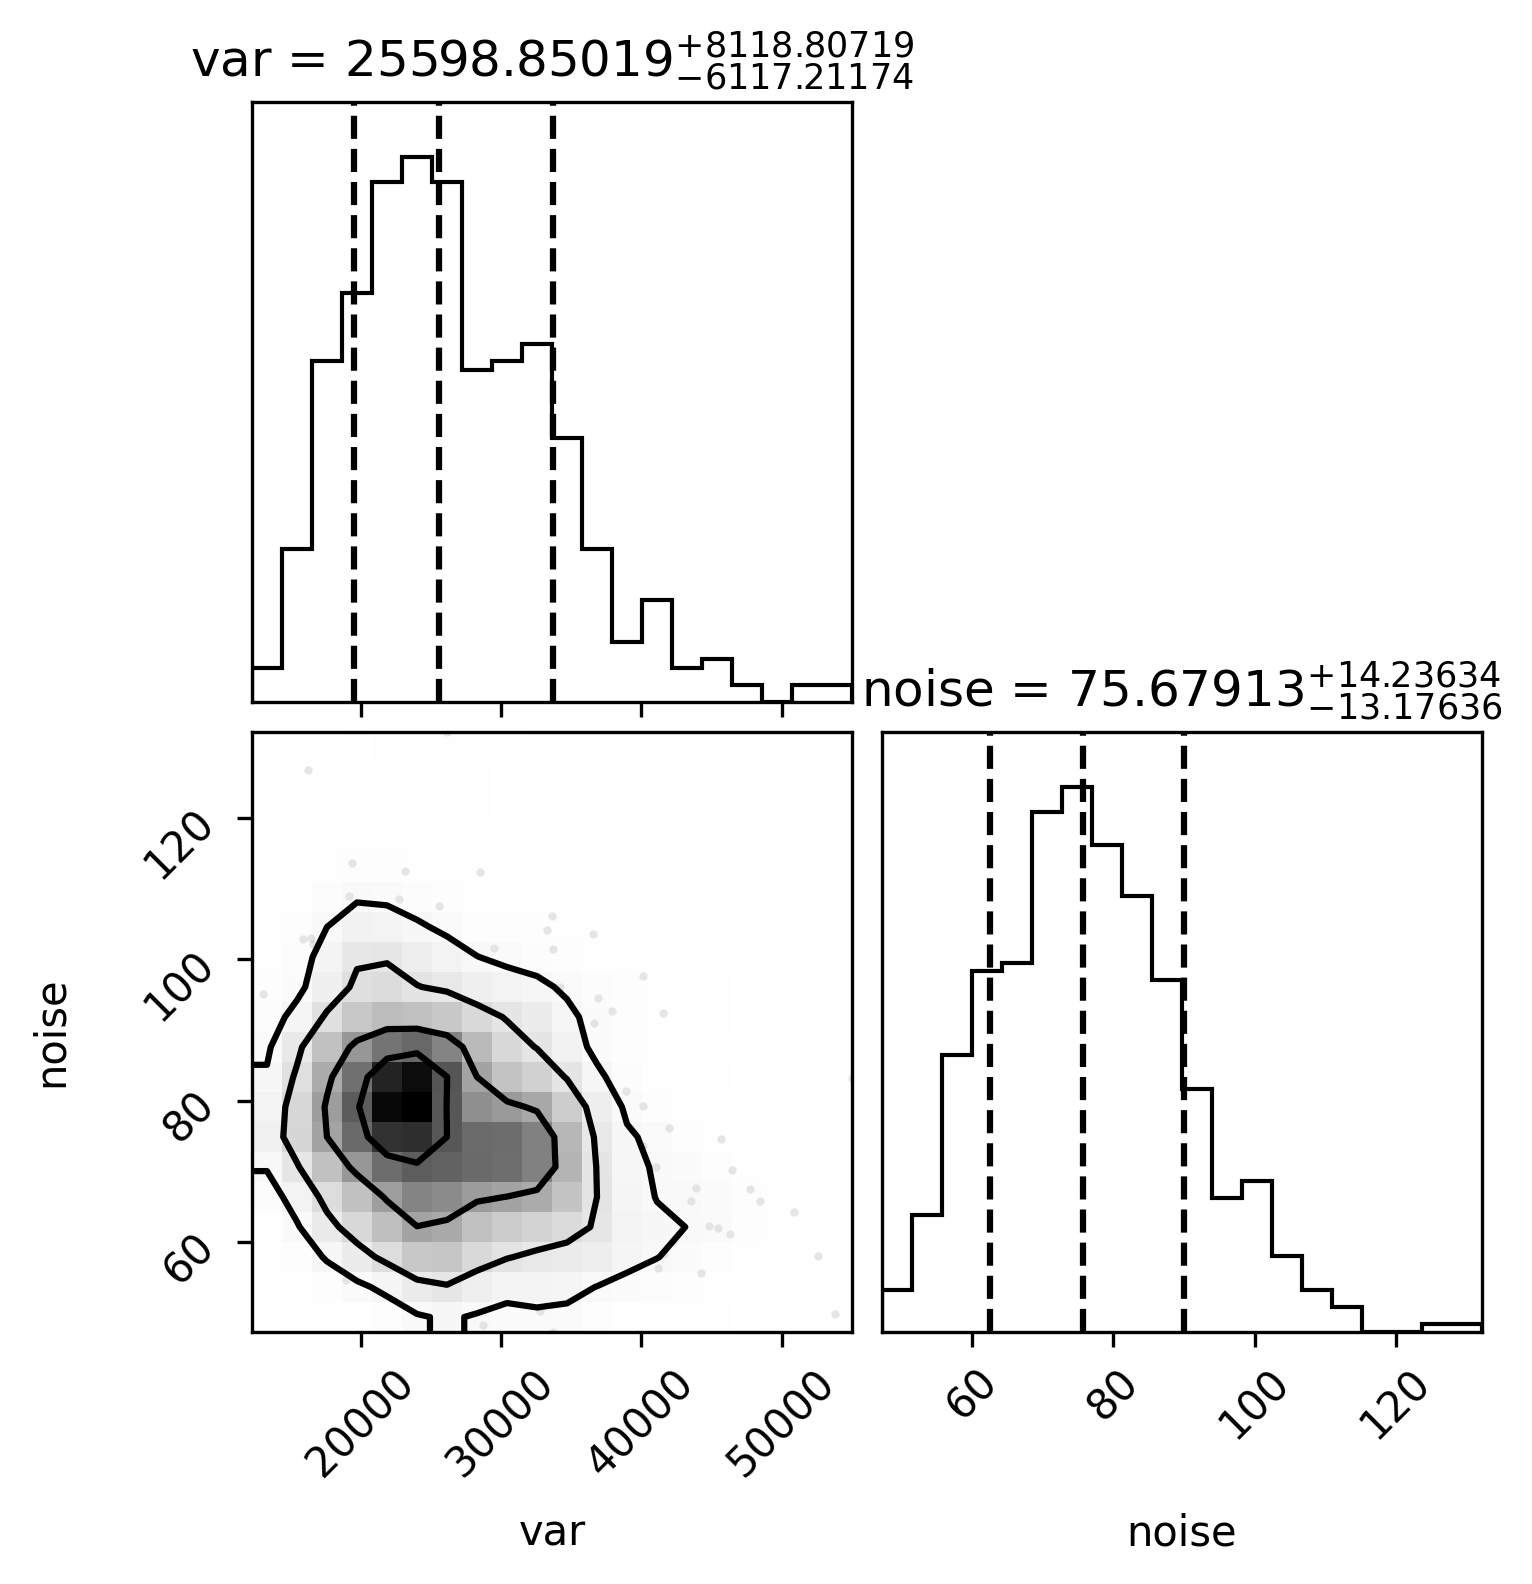 var = 25598.85019+8118.80719−6117.21174
noise = 75.67913+14.23634−13.17636
120
100
80
60
noise
20000 30000 40000 50000
60 80 100 120
var
noise